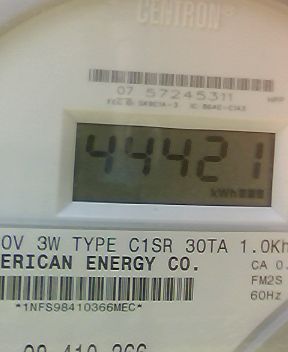 CENTRON®
07 57245311
44421
kWh
0V 3W TYPE C1SR 30TA 1.0Kh
ERICAN ENERGY CO.
CA 0.
FM2S
60Hz
*1NFS98410366MEC*